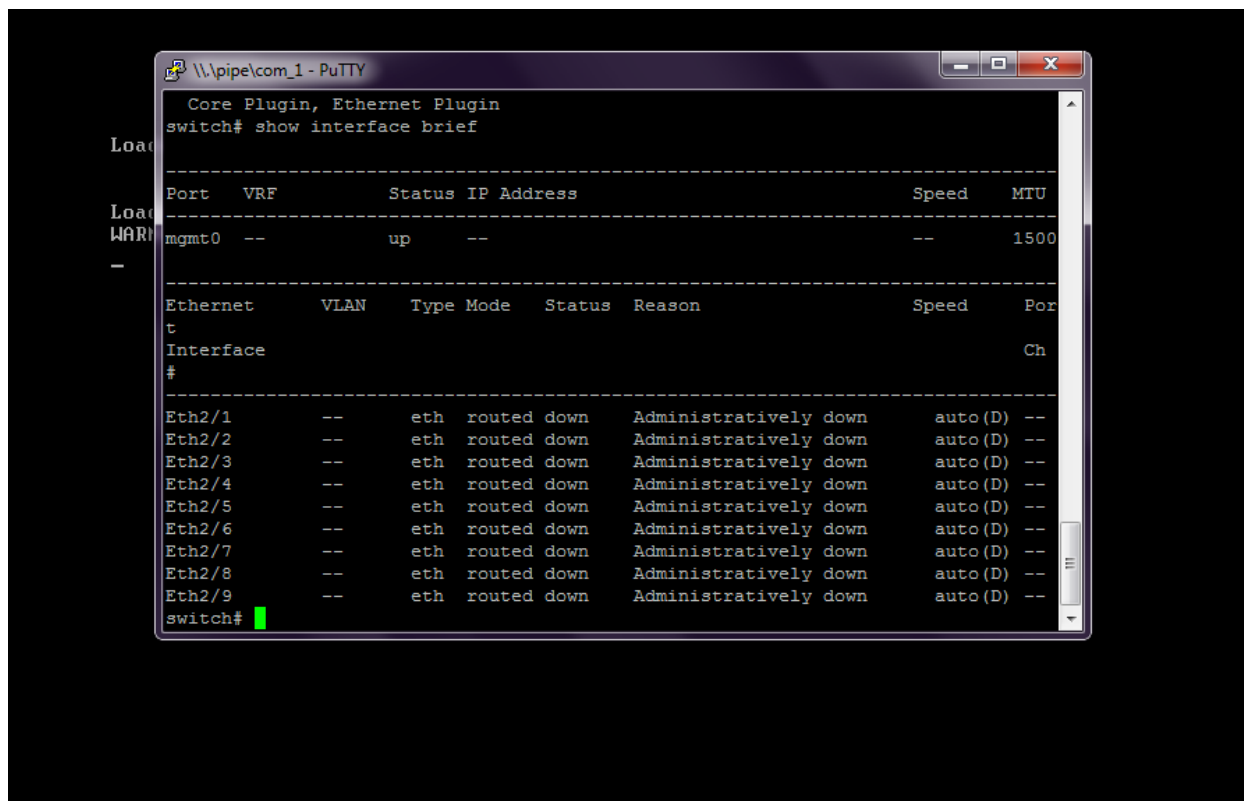 \\.\pipe\com_1 - PuTTY
Core Plugin, Ethernet Plugin
switch# show interface brief
--------------------------------------------------------------------------------
Port VRF Status IP Address Speed MTU
--------------------------------------------------------------------------------
mgmt0 -- up -- -- 1500
--------------------------------------------------------------------------------
Ethernet VLAN Type Mode Status Reason Speed Por
t
Interface Ch
#
--------------------------------------------------------------------------------
Eth2/1 -- eth routed down Administratively down auto(D) --
Eth2/2 -- eth routed down Administratively down auto(D) --
Eth2/3 -- eth routed down Administratively down auto(D) --
Eth2/4 -- eth routed down Administratively down auto(D) --
Eth2/5 -- eth routed down Administratively down auto(D) --
Eth2/6 -- eth routed down Administratively down auto(D) --
Eth2/7 -- eth routed down Administratively down auto(D) --
Eth2/8 -- eth routed down Administratively down auto(D) --
Eth2/9 -- eth routed down Administratively down auto(D) --
switch#